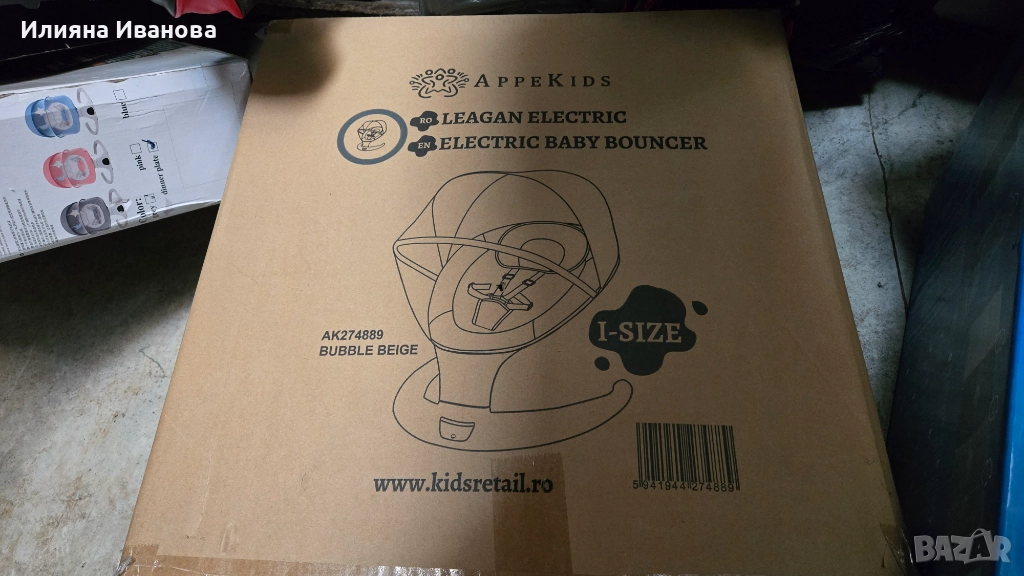 Илияна Иванова
APPEKIDS
RO LEAGAN ELECTRIC
EN ELECTRIC BABY BOUNCER
I-SIZE
AK274889
BUBBLE BEIGE
www.kidsretail.ro
5941944274889
blue
pink
dinner plate
BAZAR